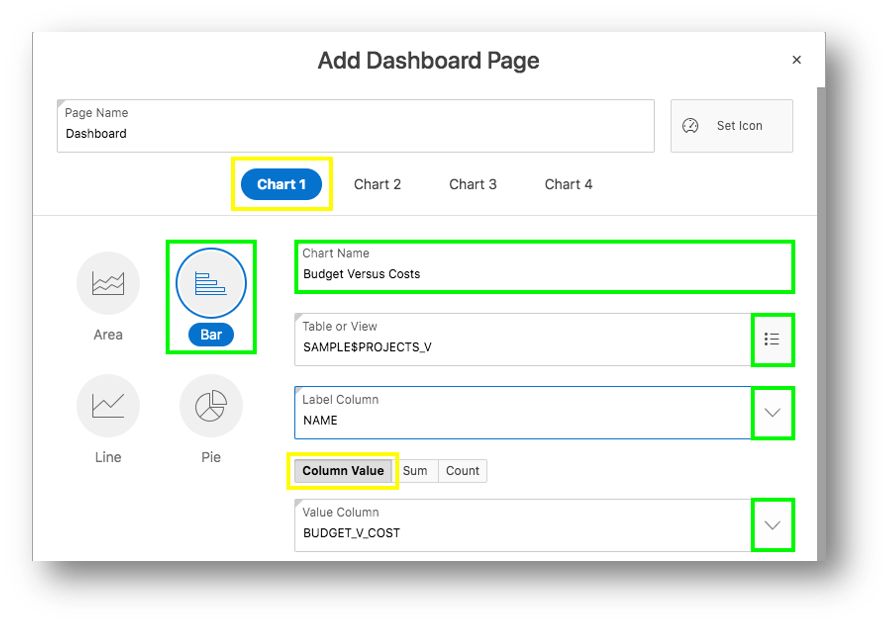 Add Dashboard Page
×
Page Name
Dashboard
Set Icon
Chart 1 Chart 2 Chart 3 Chart 4
Area
Bar
Line
Pie
Chart Name
Budget Versus Costs
Table or View
SAMPLE$PROJECTS_V
Label Column
NAME
Column Value Sum Count
Value Column
BUDGET_V_COST